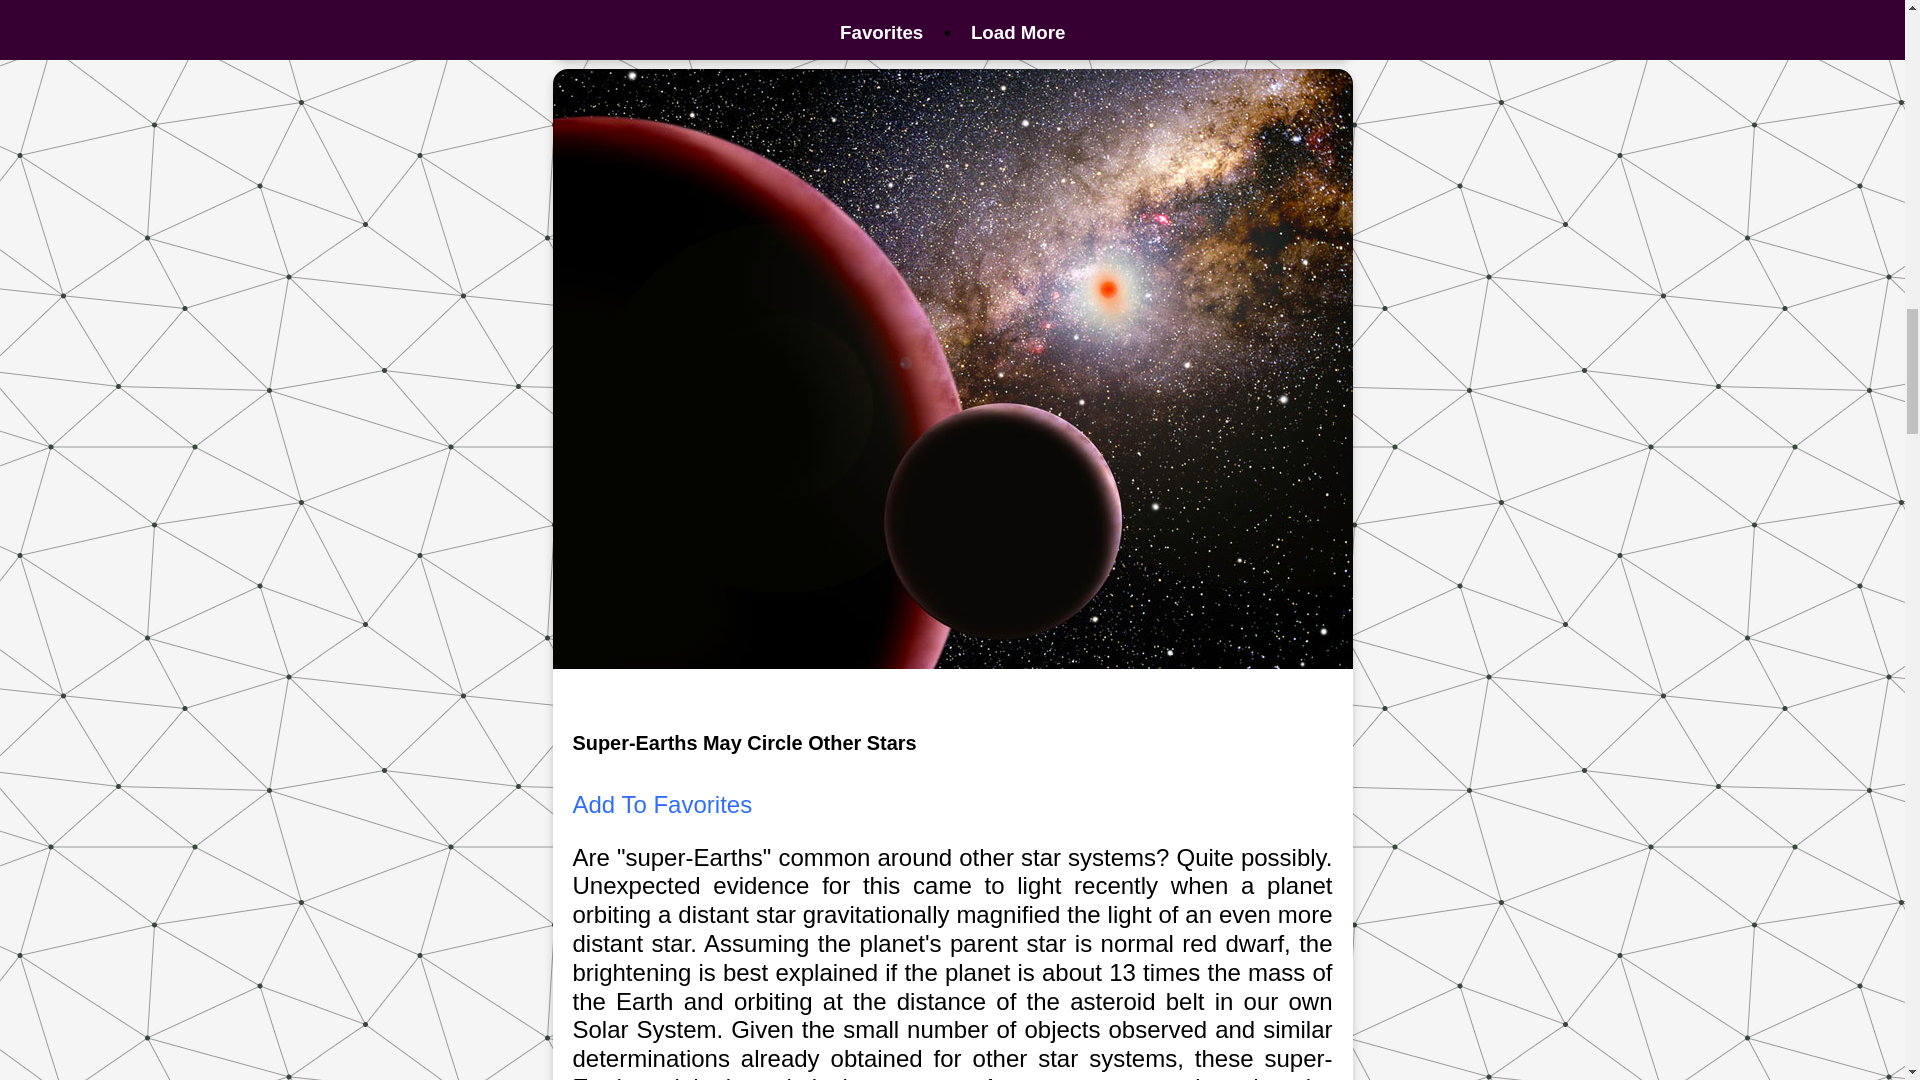 Favorites • Load More
Super-Earths May Circle Other Stars
Add To Favorites
Are "super-Earths" common around other star systems? Quite possibly.
Unexpected evidence for this came to light recently when a planet
orbiting a distant star gravitationally magnified the light of an even more
distant star. Assuming the planet's parent star is normal red dwarf, the
brightening is best explained if the planet is about 13 times the mass of
the Earth and orbiting at the distance of the asteroid belt in our own
Solar System. Given the small number of objects observed and similar
determinations already obtained for other star systems, these super-